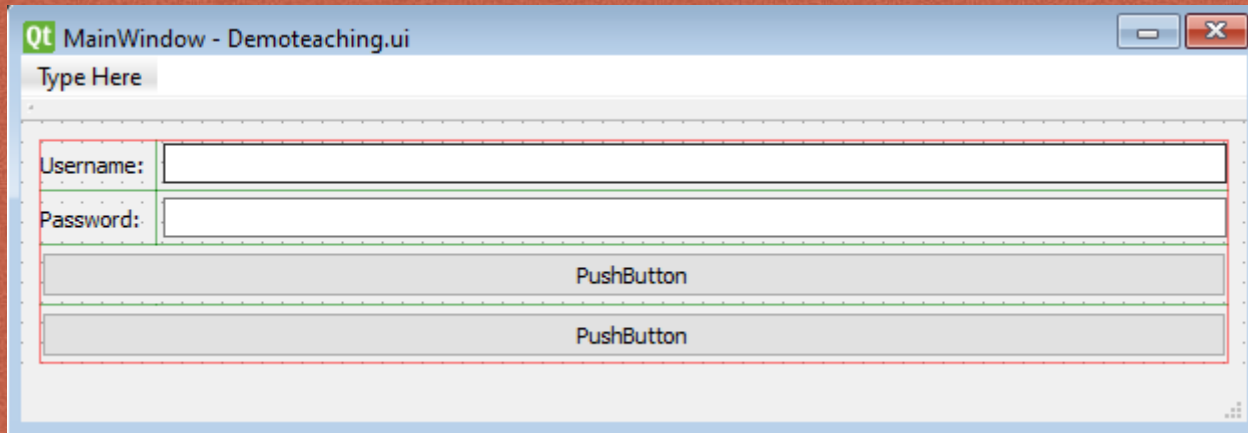 Qt MainWindow - Demoteaching.ui
Type Here
Username:
Password:
PushButton
PushButton